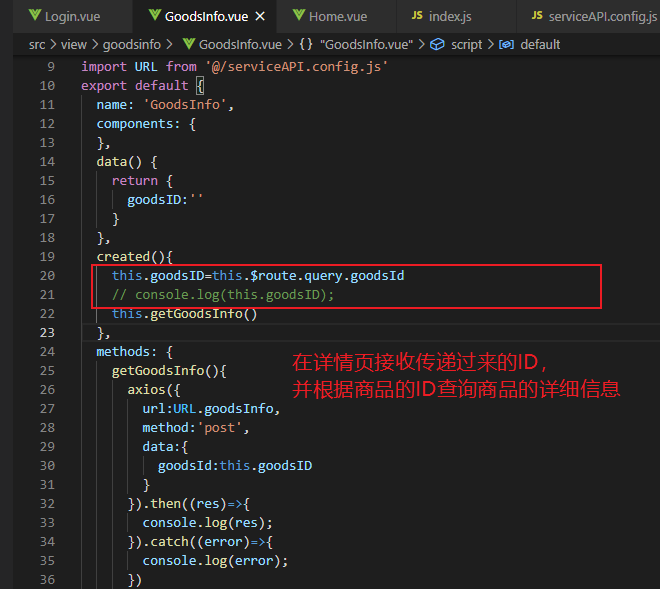 Login.vue GoodsInfo.vue × Home.vue JS index.js JS serviceAPI.config.js
src > view > goodsinfo > GoodsInfo.vue > {} "GoodsInfo.vue" > script > default
9 import URL from '@/serviceAPI.config.js'
10 export default {
11 name: 'GoodsInfo',
12 components: {
13 },
14 data() {
15 return {
16 goodsID:''
17 }
18 },
19 created(){
20 this.goodsID=this.$route.query.goodsId
21 // console.log(this.goodsID);
22 this.getGoodsInfo()
23 },
24 methods: {
25 getGoodsInfo(){
26 axios({
27 url:URL.goodsInfo,
28 method:'post',
29 data:{
30 goodsId:this.goodsID
31 }
32 }).then((res)=>{
33 console.log(res);
34 }).catch((error)=>{
35 console.log(error);
36 })
在详情页接收传递过来的ID，
并根据商品的ID查询商品的详细信息